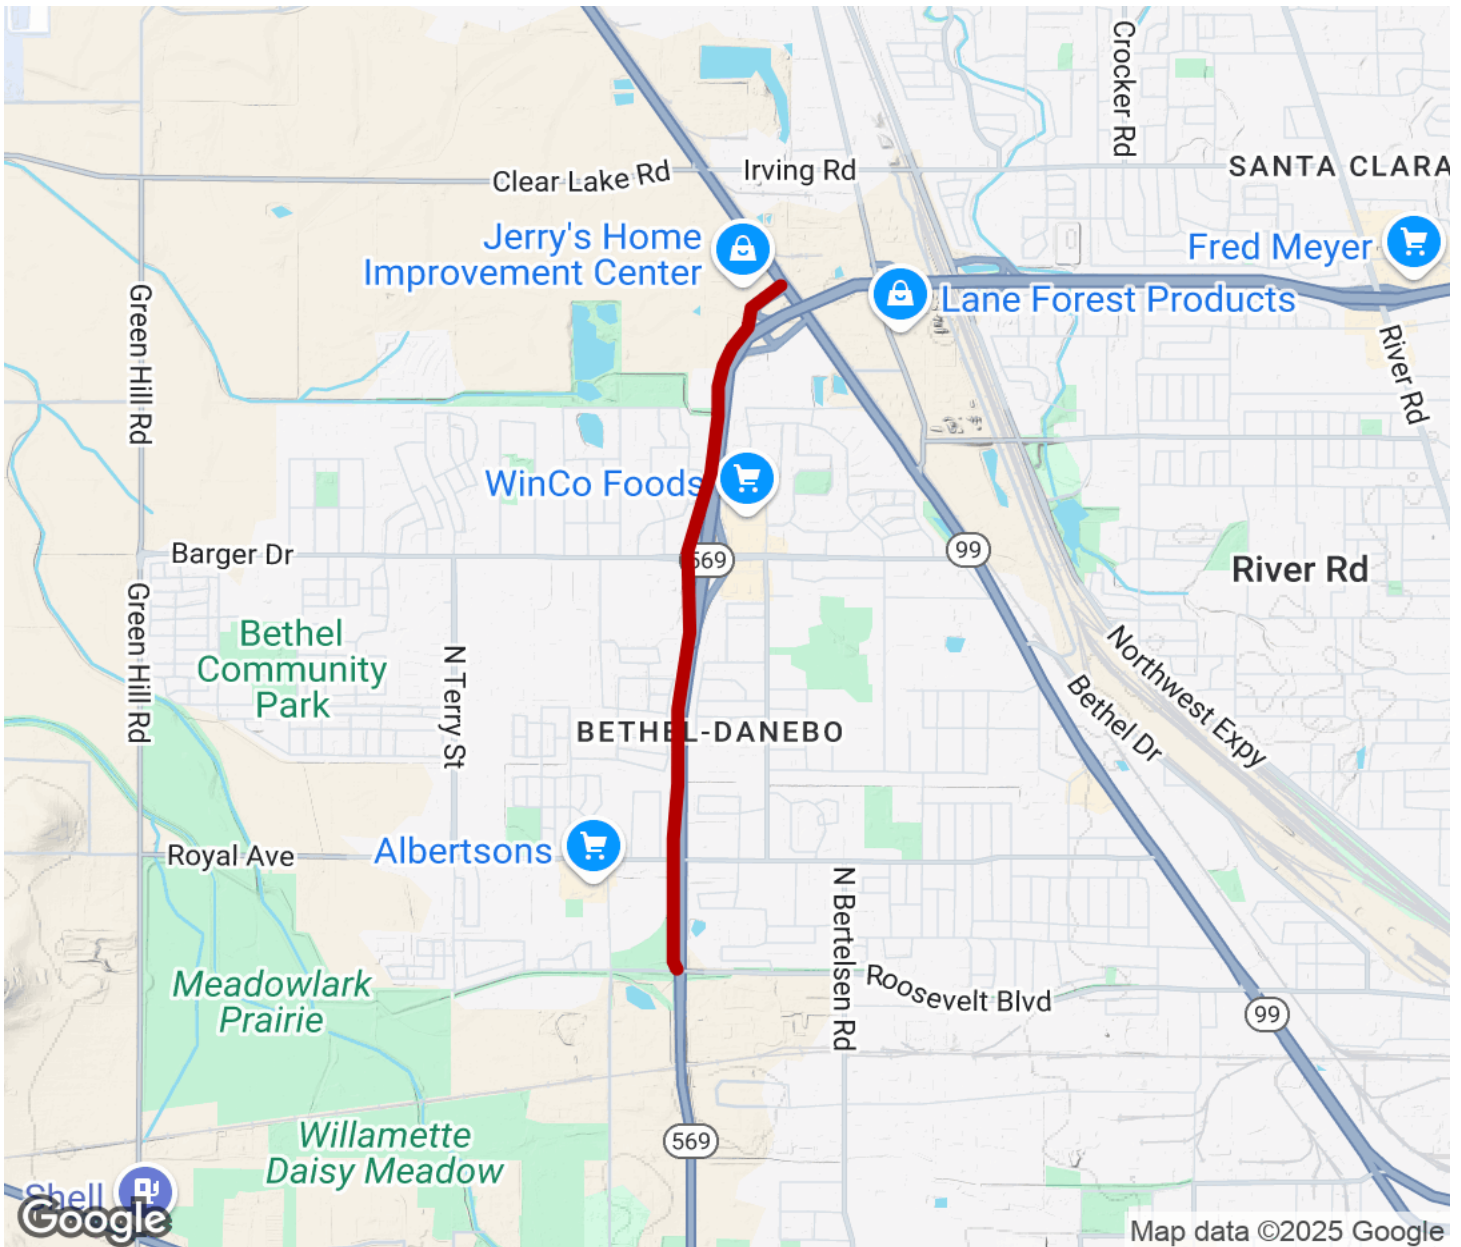 Crocker Rd
Clear Lake Rd
Irving Rd
SANTA CLARA
Jerry's Home
Improvement Center
Fred Meyer
Lane Forest Products
Green Hill Rd
River Rd
WinCo Foods
Barger Dr
569
99
River Rd
Green Hill Rd
Bethel
Community
Park
N Terry St
Northwest Expy
Bethel Dr
BETHEL-DANEBO
Royal Ave
Albertsons
N Bertelsen Rd
Roosevelt Blvd
Meadowlark
Prairie
99
Willamette
Daisy Meadow
569
Shell
Google
Map data ©2025 Google